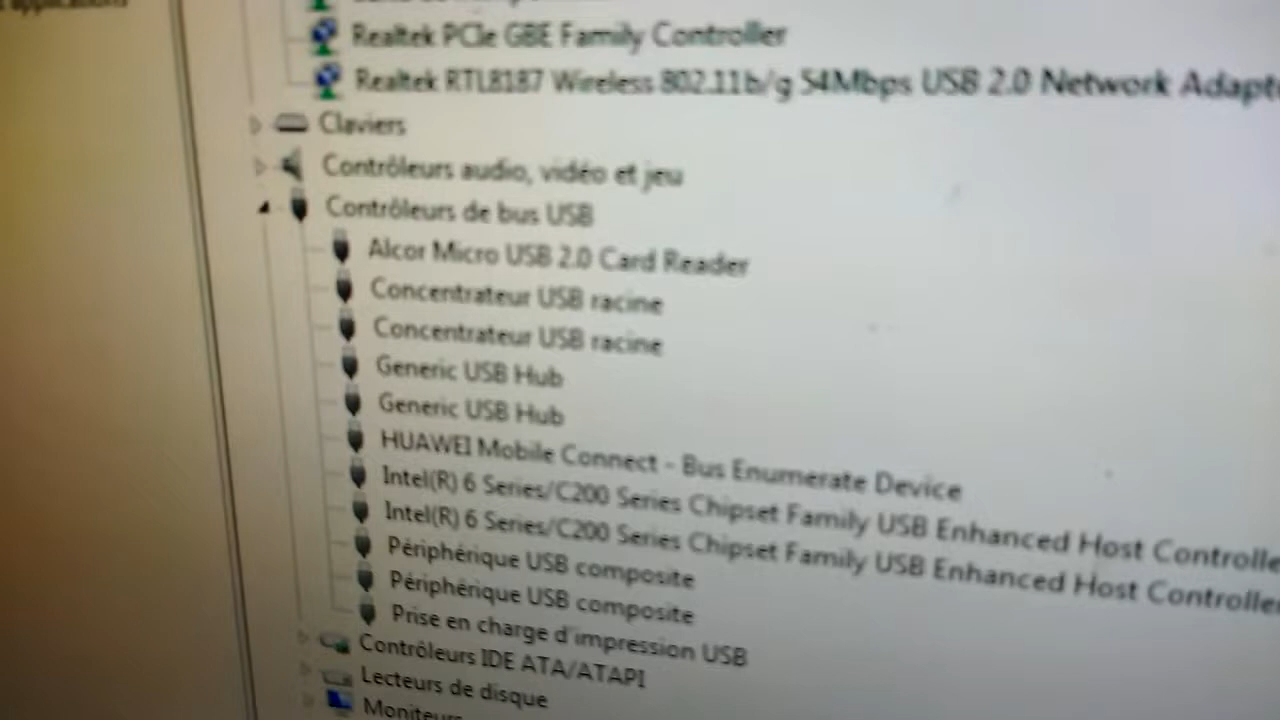 Realtek PCIe GBE Family Controller
Realtek RTL8187 Wireless 802.11b/g 54Mbps USB 2.0 Network
Claviers
Contrôleurs audio, vidéo et jeu
Contrôleurs de bus USB
Alcor Micro USB 2.0 Card Reader
Concentrateur USB racine
Concentrateur USB racine
Generic USB Hub
Generic USB Hub
HUAWEI Mobile Connect - Bus Enumerate Device
Intel(R) 6 Series/C200 Series Chipset Family USB Enhanced Host Controlle
Intel(R) 6 Series/C200 Series Chipset Family USB Enhanced Host Controller
Périphérique USB composite
Périphérique USB composite
Prise en charge d'impression USB
Contrôleurs IDE ATA/ATAPI
Lecteurs de disque
Moniteurs